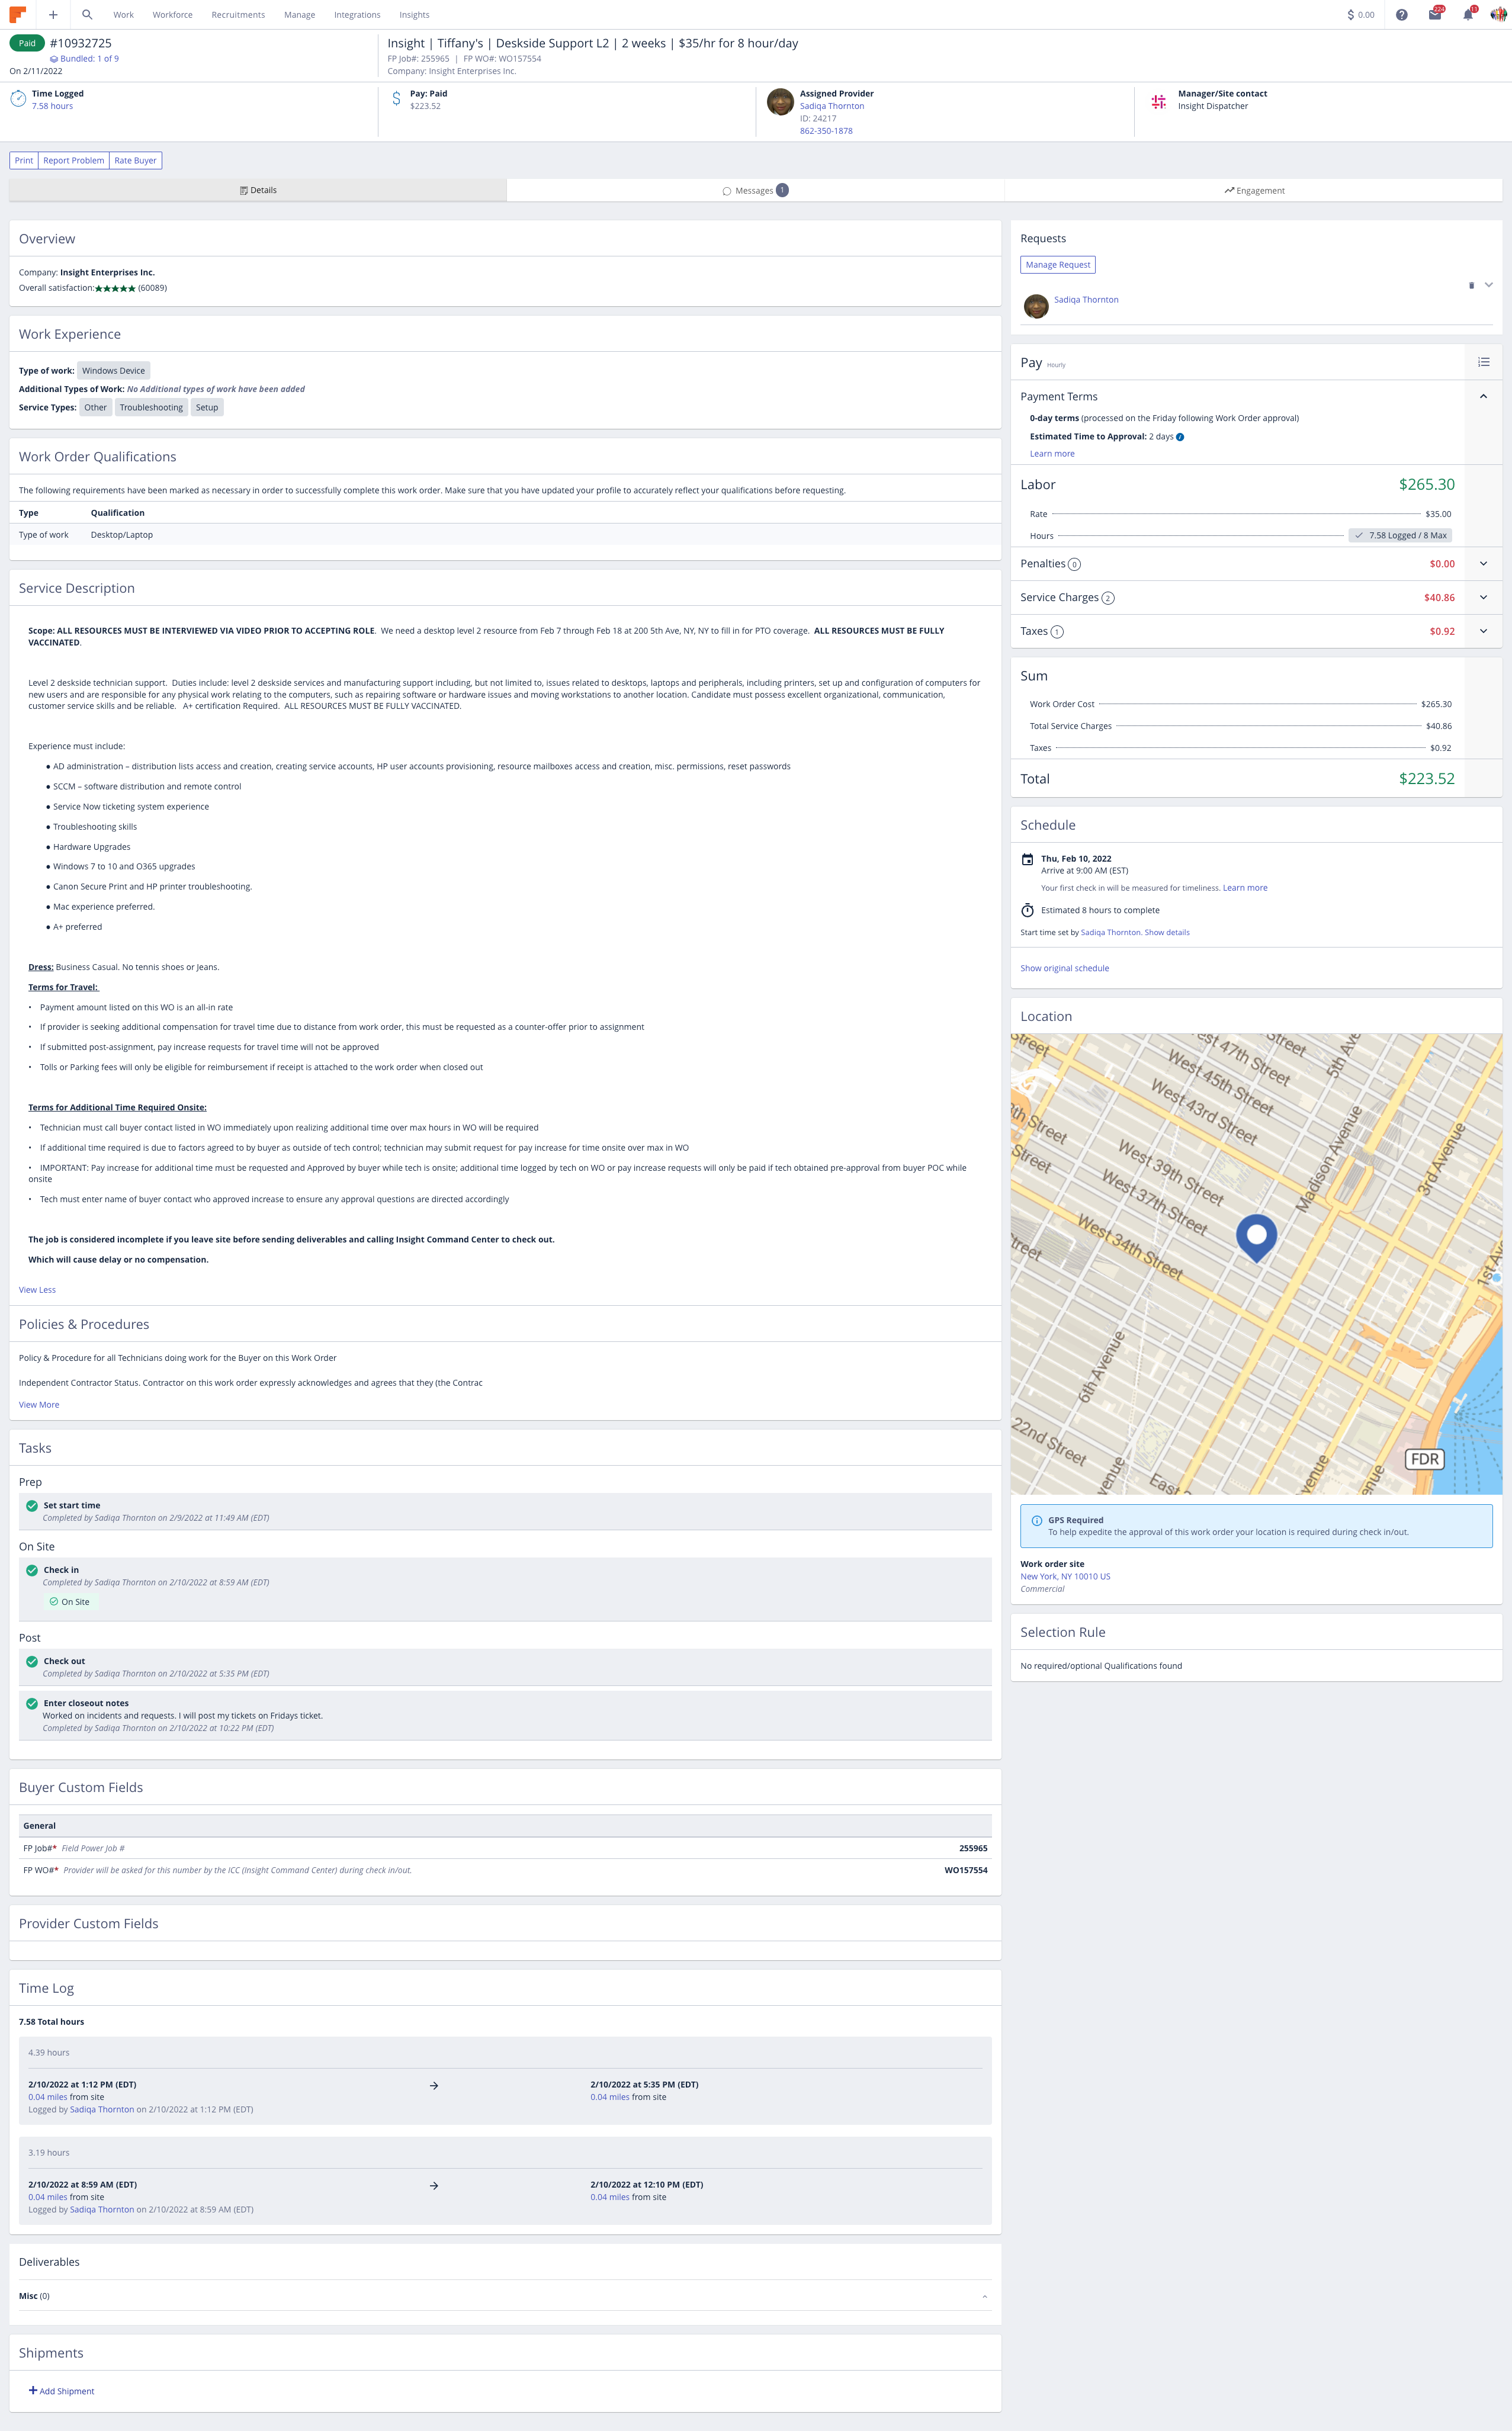 Work Workforce Recruitments Manage Integrations Insights
$ 0.00 224 11
Paid #10932725
Bundled: 1 of 9
On 2/11/2022
Insight | Tiffany's | Deskside Support L2 | 2 weeks | $35/hr for 8 hour/day
FP Job#: 255965 | FP WO#: WO157554
Company: Insight Enterprises Inc.
Time Logged
7.58 hours
Pay: Paid
$223.52
Assigned Provider
Sadiqa Thornton
ID: 24217
862-350-1878
Manager/Site contact
Insight Dispatcher
Print Report Problem Rate Buyer
Details Messages 1 Engagement
Overview
Company: Insight Enterprises Inc.
Overall satisfaction:★★★★★ (60089)
Work Experience
Type of work: Windows Device
Additional Types of Work: No Additional types of work have been added
Service Types: Other Troubleshooting Setup
Work Order Qualifications
The following requirements have been marked as necessary in order to successfully complete this work order. Make sure that you have updated your profile to accurately reflect your qualifications before requesting.
Type Qualification
Type of work Desktop/Laptop
Service Description
Scope: ALL RESOURCES MUST BE INTERVIEWED VIA VIDEO PRIOR TO ACCEPTING ROLE. We need a desktop level 2 resource from Feb 7 through Feb 18 at 200 5th Ave, NY, NY to fill in for PTO coverage. ALL RESOURCES MUST BE FULLY
VACCINATED.
Level 2 deskside technician support. Duties include: level 2 deskside services and manufacturing support including, but not limited to, issues related to desktops, laptops and peripherals, including printers, set up and configuration of computers for
new users and are responsible for any physical work relating to the computers, such as repairing software or hardware issues and moving workstations to another location. Candidate must possess excellent organizational, communication,
customer service skills and be reliable. A+ certification Required. ALL RESOURCES MUST BE FULLY VACCINATED.
Experience must include:
● AD administration – distribution lists access and creation, creating service accounts, HP user accounts provisioning, resource mailboxes access and creation, misc. permissions, reset passwords
● SCCM – software distribution and remote control
● Service Now ticketing system experience
● Troubleshooting skills
● Hardware Upgrades
● Windows 7 to 10 and O365 upgrades
● Canon Secure Print and HP printer troubleshooting.
● Mac experience preferred.
● A+ preferred
Dress: Business Casual. No tennis shoes or Jeans.
Terms for Travel:
• Payment amount listed on this WO is an all-in rate
• If provider is seeking additional compensation for travel time due to distance from work order, this must be requested as a counter-offer prior to assignment
• If submitted post-assignment, pay increase requests for travel time will not be approved
• Tolls or Parking fees will only be eligible for reimbursement if receipt is attached to the work order when closed out
Terms for Additional Time Required Onsite:
• Technician must call buyer contact listed in WO immediately upon realizing additional time over max hours in WO will be required
• If additional time required is due to factors agreed to by buyer as outside of tech control; technician may submit request for pay increase for time onsite over max in WO
• IMPORTANT: Pay increase for additional time must be requested and Approved by buyer while tech is onsite; additional time logged by tech on WO or pay increase requests will only be paid if tech obtained pre-approval from buyer POC while
onsite
• Tech must enter name of buyer contact who approved increase to ensure any approval questions are directed accordingly
The job is considered incomplete if you leave site before sending deliverables and calling Insight Command Center to check out.
Which will cause delay or no compensation.
View Less
Policies & Procedures
Policy & Procedure for all Technicians doing work for the Buyer on this Work Order
Independent Contractor Status. Contractor on this work order expressly acknowledges and agrees that they (the Contrac
View More
Tasks
Prep
Set start time
Completed by Sadiqa Thornton on 2/9/2022 at 11:49 AM (EDT)
On Site
Check in
Completed by Sadiqa Thornton on 2/10/2022 at 8:59 AM (EDT)
On Site
Post
Check out
Completed by Sadiqa Thornton on 2/10/2022 at 5:35 PM (EDT)
Enter closeout notes
Worked on incidents and requests. I will post my tickets on Fridays ticket.
Completed by Sadiqa Thornton on 2/10/2022 at 10:22 PM (EDT)
Buyer Custom Fields
General
FP Job#* Field Power Job # 255965
FP WO#* Provider will be asked for this number by the ICC (Insight Command Center) during check in/out. WO157554
Provider Custom Fields
Time Log
7.58 Total hours
4.39 hours
2/10/2022 at 1:12 PM (EDT) → 2/10/2022 at 5:35 PM (EDT)
0.04 miles from site 0.04 miles from site
Logged by Sadiqa Thornton on 2/10/2022 at 1:12 PM (EDT)
3.19 hours
2/10/2022 at 8:59 AM (EDT) → 2/10/2022 at 12:10 PM (EDT)
0.04 miles from site 0.04 miles from site
Logged by Sadiqa Thornton on 2/10/2022 at 8:59 AM (EDT)
Deliverables
Misc (0)
Shipments
+ Add Shipment
Requests
Manage Request
Sadiqa Thornton
Pay Hourly
Payment Terms
0-day terms (processed on the Friday following Work Order approval)
Estimated Time to Approval: 2 days
Learn more
Labor $265.30
Rate $35.00
Hours 7.58 Logged / 8 Max
Penalties 0 $0.00
Service Charges 2 $40.86
Taxes 1 $0.92
Sum
Work Order Cost $265.30
Total Service Charges $40.86
Taxes $0.92
Total $223.52
Schedule
Thu, Feb 10, 2022
Arrive at 9:00 AM (EST)
Your first check in will be measured for timeliness. Learn more
Estimated 8 hours to complete
Start time set by Sadiqa Thornton. Show details
Show original schedule
Location
Street
West 47th Street
5th Ave
West 45th Street
West 43rd Street
West 39th Street
Madison Avenue
3rd Avenue
West 37th Street
West 34th Street
Street
1st Av
6th Avenue
22nd Street
FDR
venue
East
venue
enue
GPS Required
To help expedite the approval of this work order your location is required during check in/out.
Work order site
New York, NY 10010 US
Commercial
Selection Rule
No required/optional Qualifications found